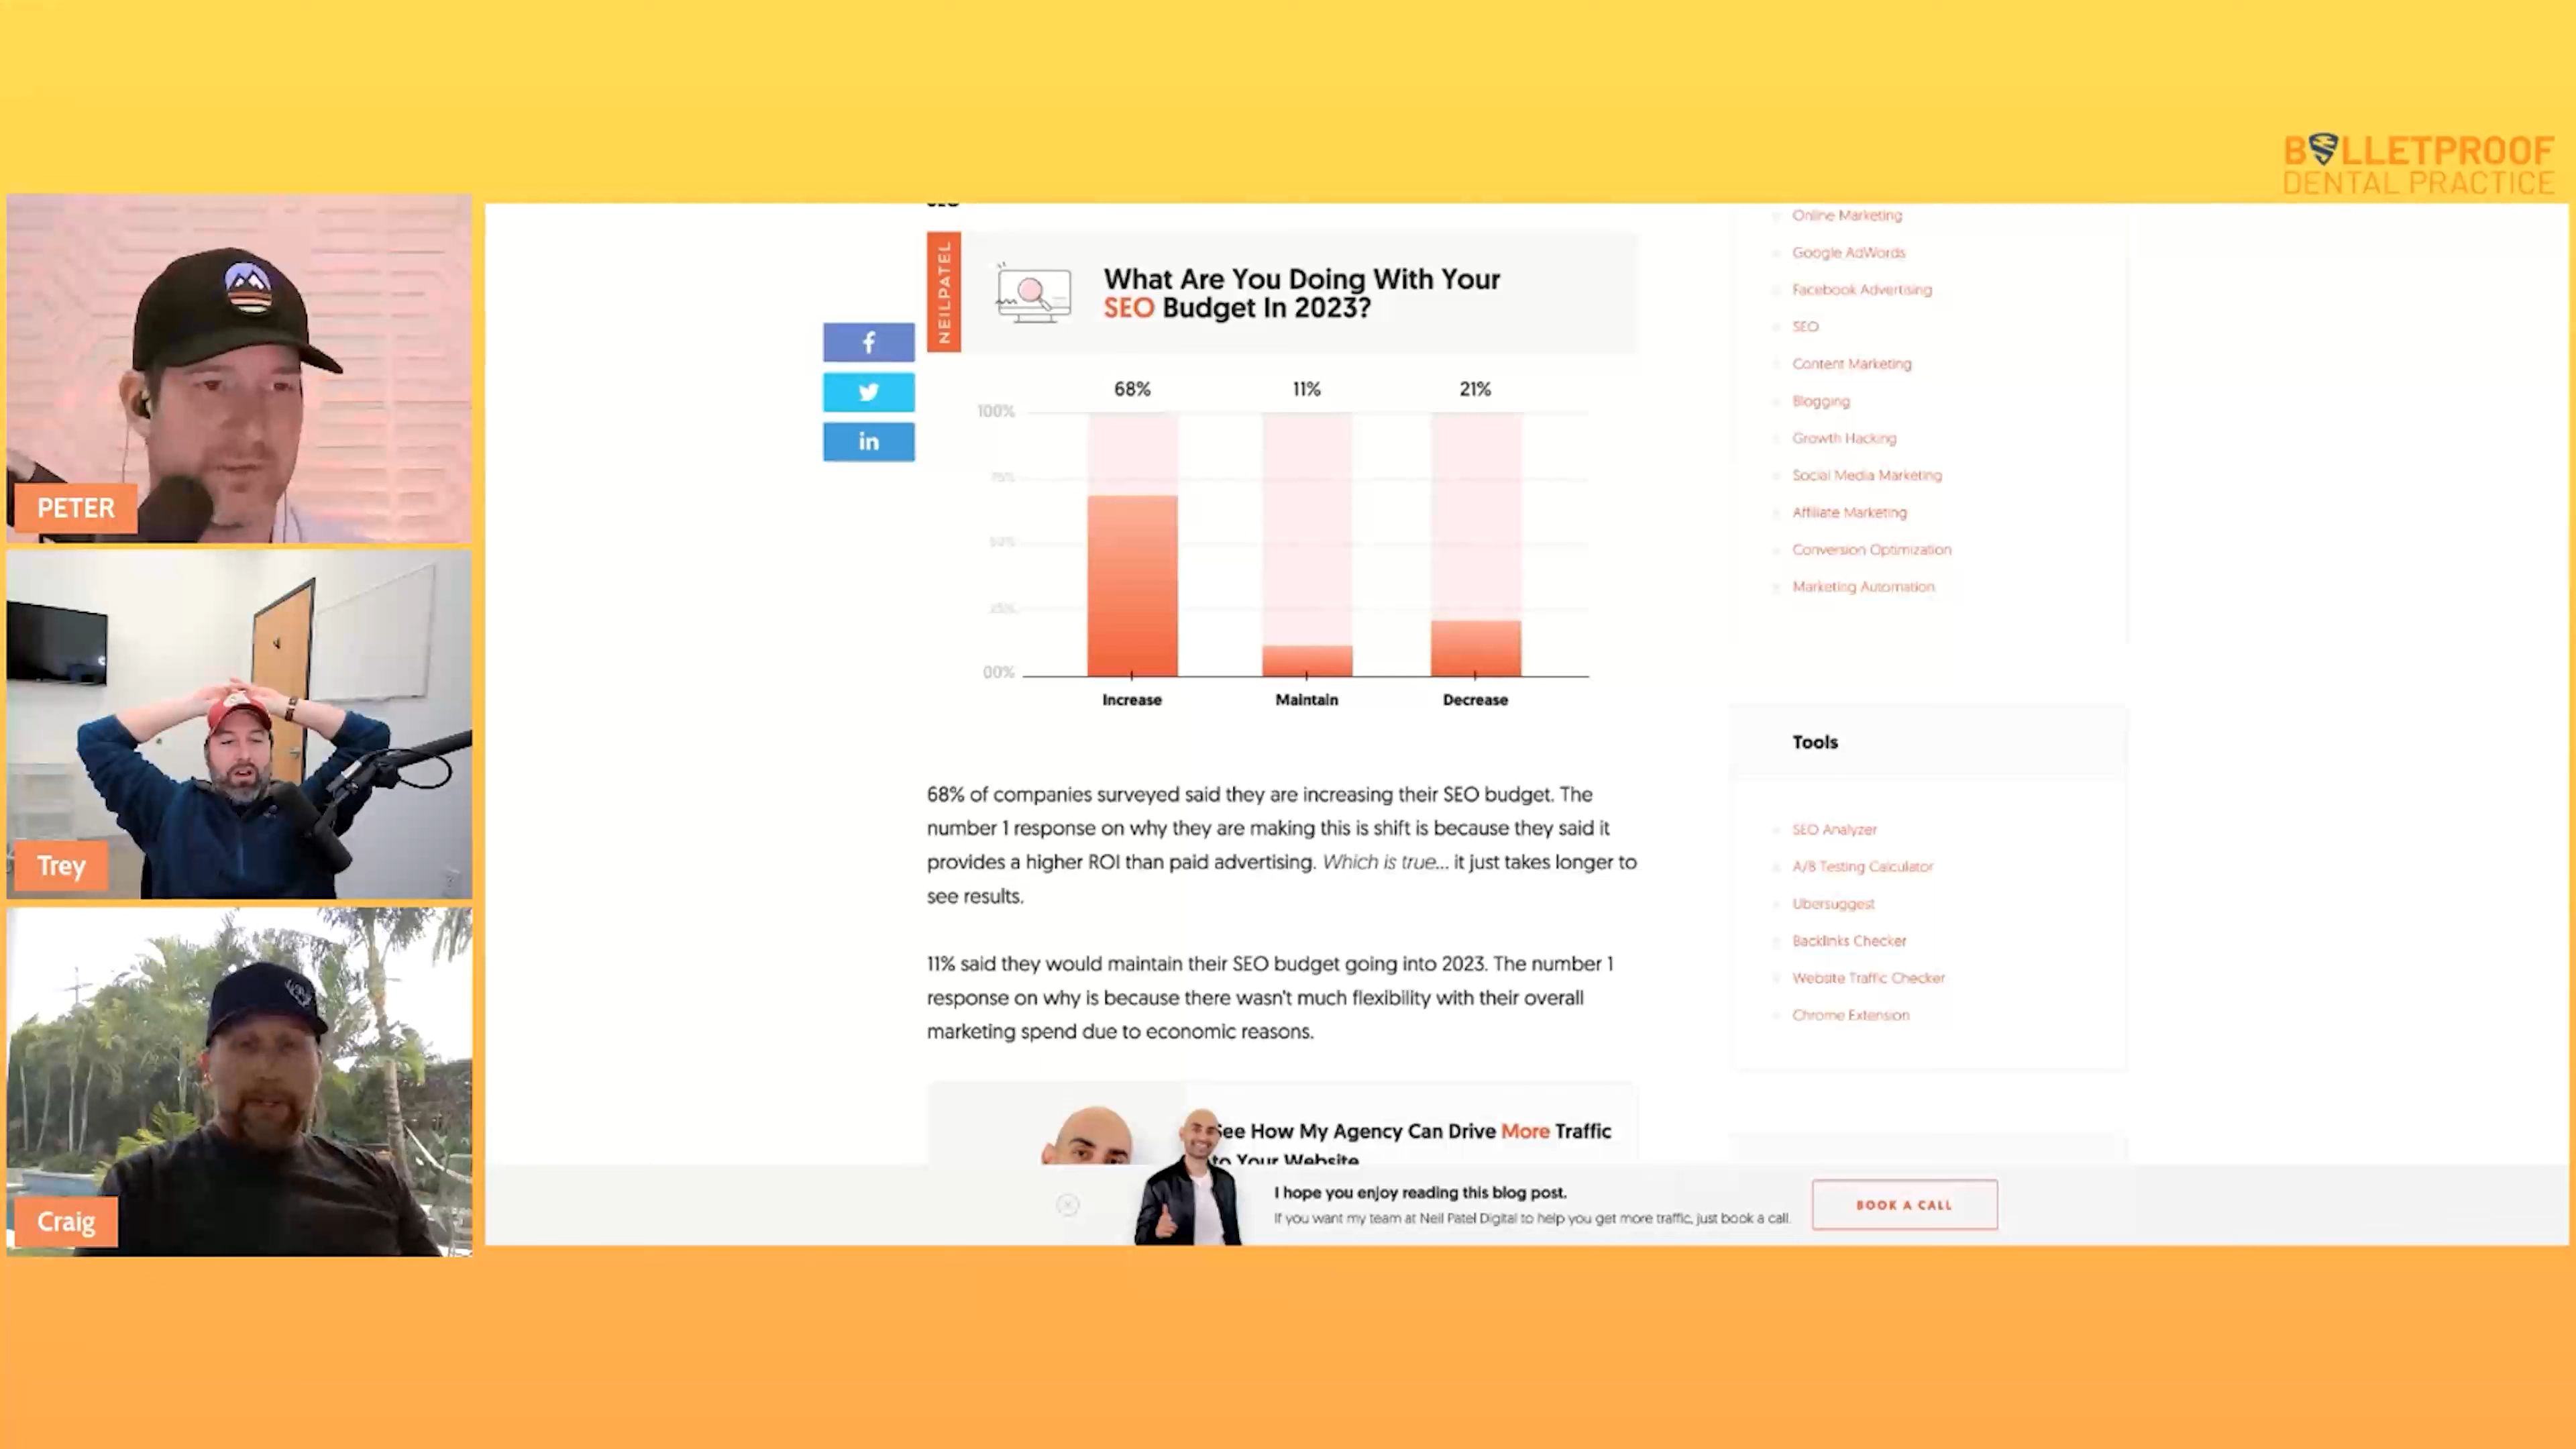 BULLETPROOF
DENTAL PRACTICE
PETER
Trey
Craig
NEILPATEL
What Are You Doing With Your
SEO Budget In 2023?
68%
11%
21%
100%
75%
50%
25%
00%
Increase
Maintain
Decrease
68% of companies surveyed said they are increasing their SEO budget. The
number 1 response on why they are making this is shift is because they said it
provides a higher ROI than paid advertising. Which is true... it just takes longer to
see results.
11% said they would maintain their SEO budget going into 2023. The number 1
response on why is because there wasn't much flexibility with their overall
marketing spend due to economic reasons.
See How My Agency Can Drive More Traffic
to Your Website
I hope you enjoy reading this blog post.
If you want my team at Neil Patel Digital to help you get more traffic, just book a call.
BOOK A CALL
Online Marketing
Google AdWords
Facebook Advertising
SEO
Content Marketing
Blogging
Growth Hacking
Social Media Marketing
Affiliate Marketing
Conversion Optimization
Marketing Automation
Tools
SEO Analyzer
A/B Testing Calculator
Ubersuggest
Backlinks Checker
Website Traffic Checker
Chrome Extension